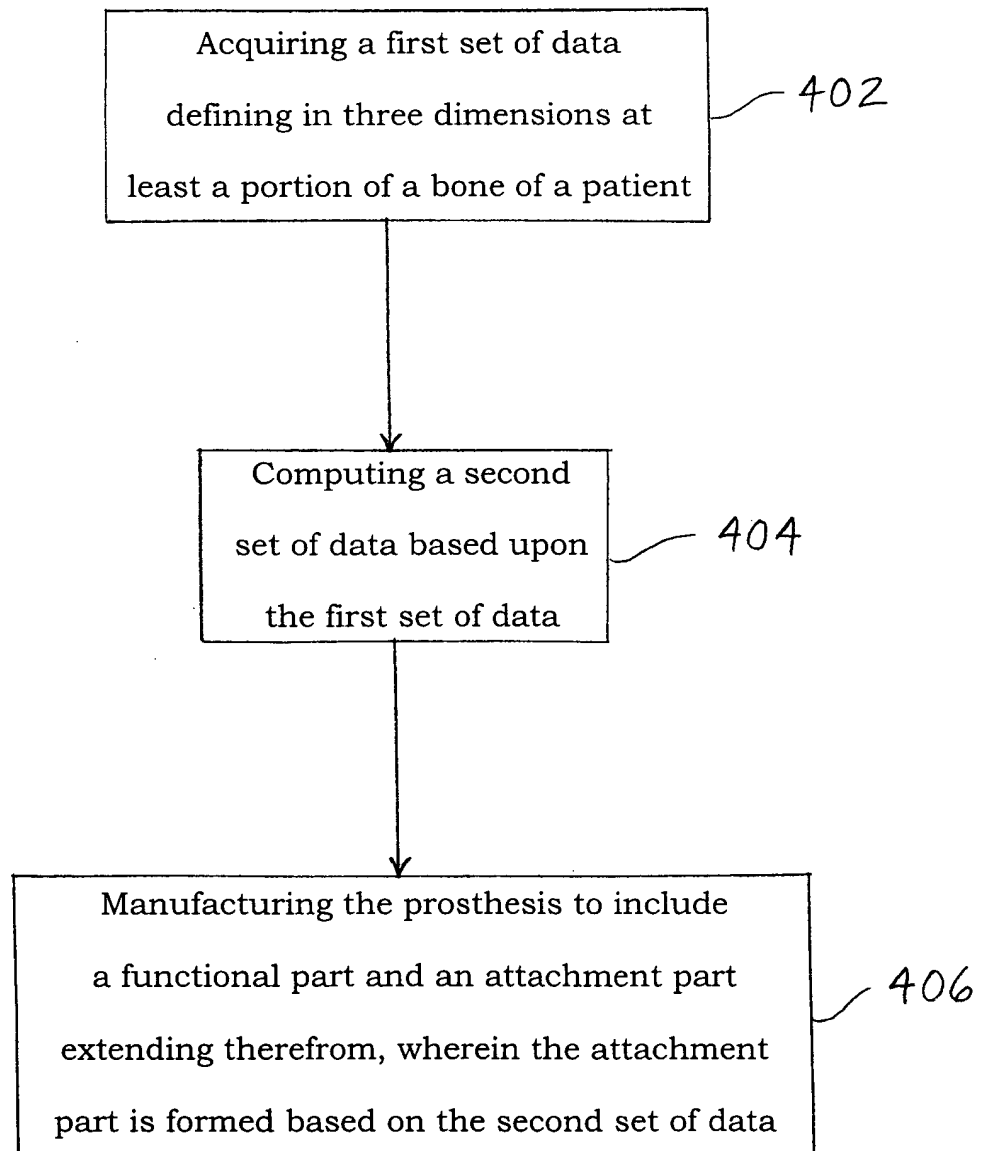 Acquiring a first set of data
defining in three dimensions at
least a portion of a bone of a patient
402
Computing a second
set of data based upon
the first set of data
404
Manufacturing the prosthesis to include
a functional part and an attachment part
extending therefrom, wherein the attachment
part is formed based on the second set of data
406